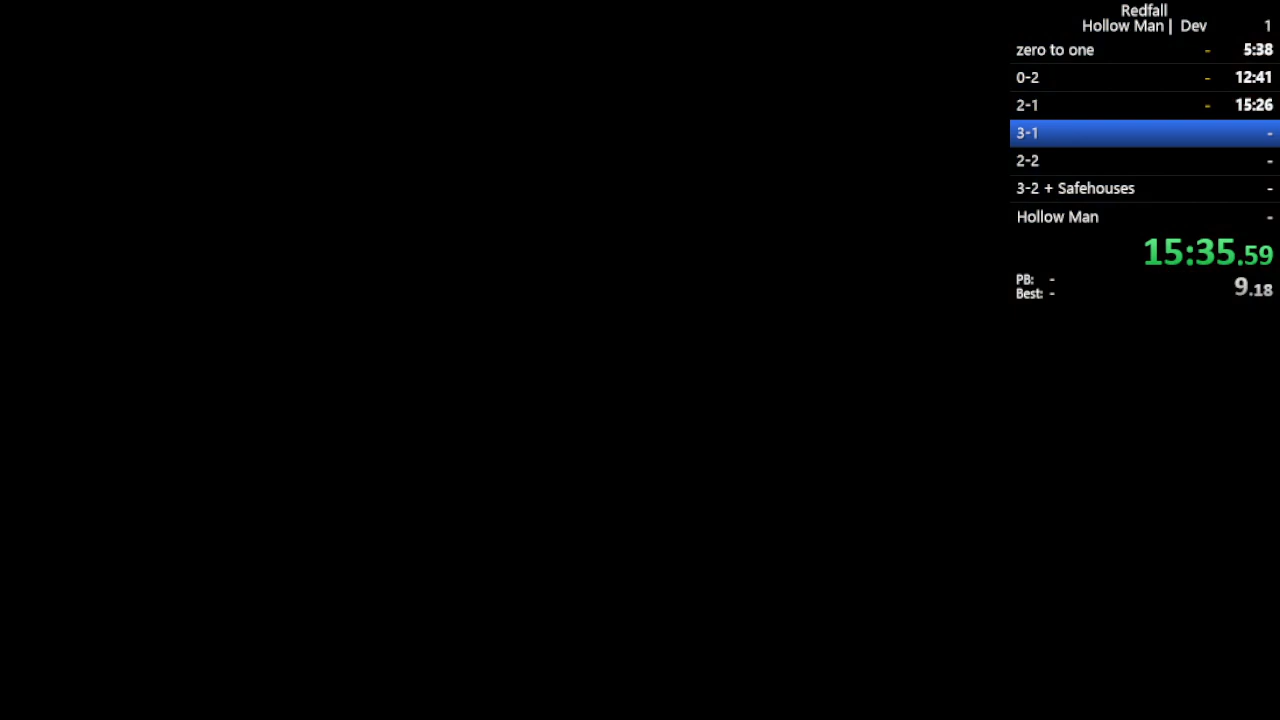 Redfall
Hollow Man | Dev 1
zero to one - 5:38
0-2 - 12:41
2-1 - 15:26
3-1 -
2-2 -
3-2 + Safehouses -
Hollow Man -
15:35.59
PB: - 9.18
Best: -